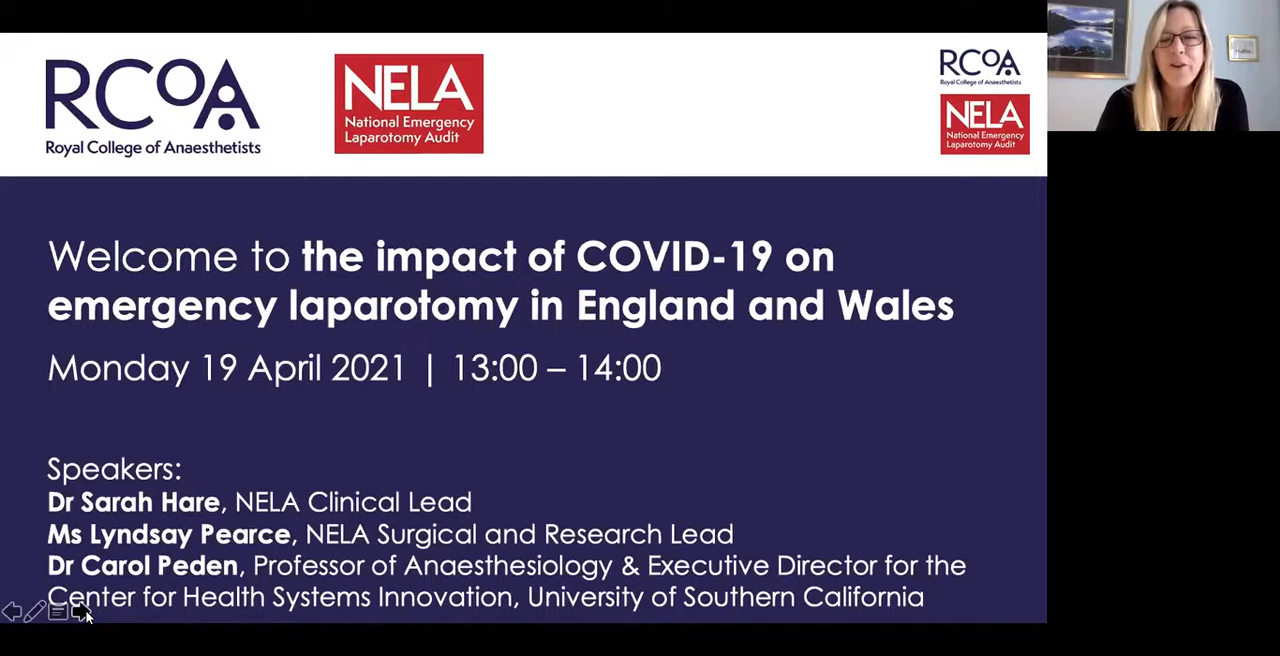 RCOA
Royal College of Anaesthetists
NELA
National Emergency
Laparotomy Audit
RCOA
Royal College of Anaesthetists
NELA
National Emergency
Laparotomy Audit
Welcome to the impact of COVID-19 on
emergency laparotomy in England and Wales
Monday 19 April 2021 | 13:00 – 14:00
Speakers:
Dr Sarah Hare, NELA Clinical Lead
Ms Lyndsay Pearce, NELA Surgical and Research Lead
Dr Carol Peden, Professor of Anaesthesiology & Executive Director for the
Center for Health Systems Innovation, University of Southern California